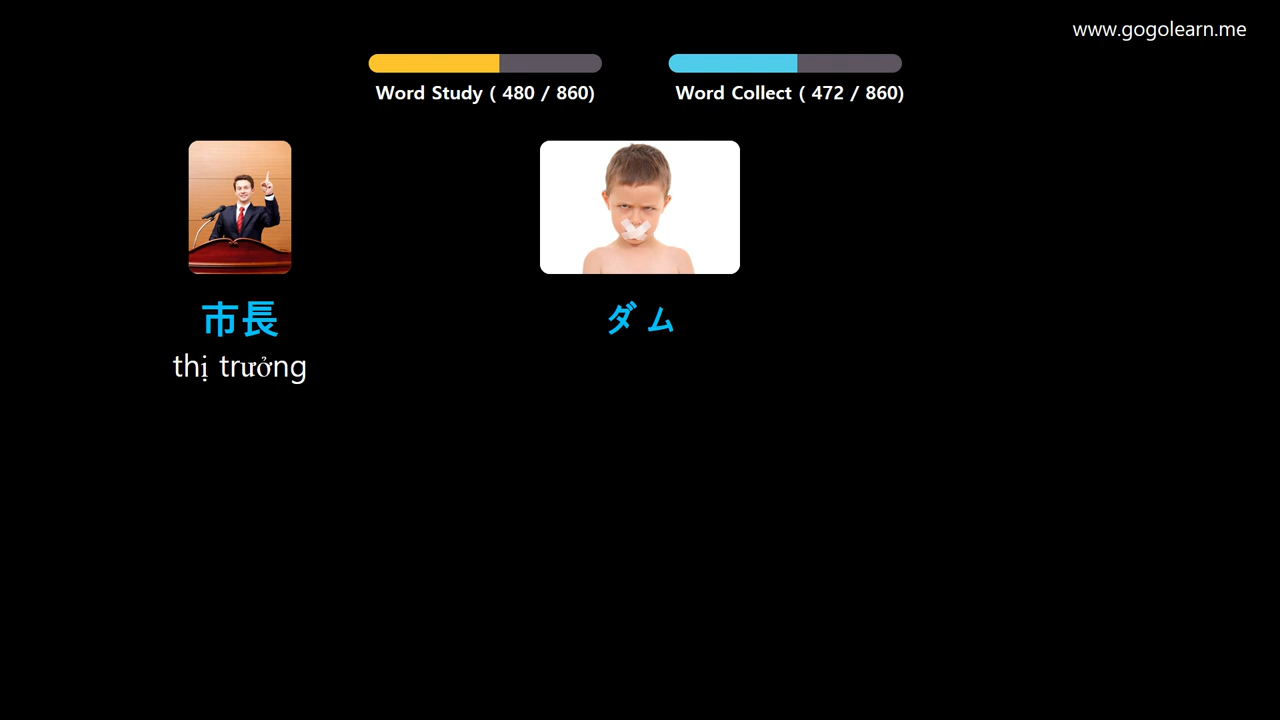 www.gogolearn.me
Word Study ( 480 / 860)
Word Collect ( 472 / 860)
市長
thị trưởng
ダム